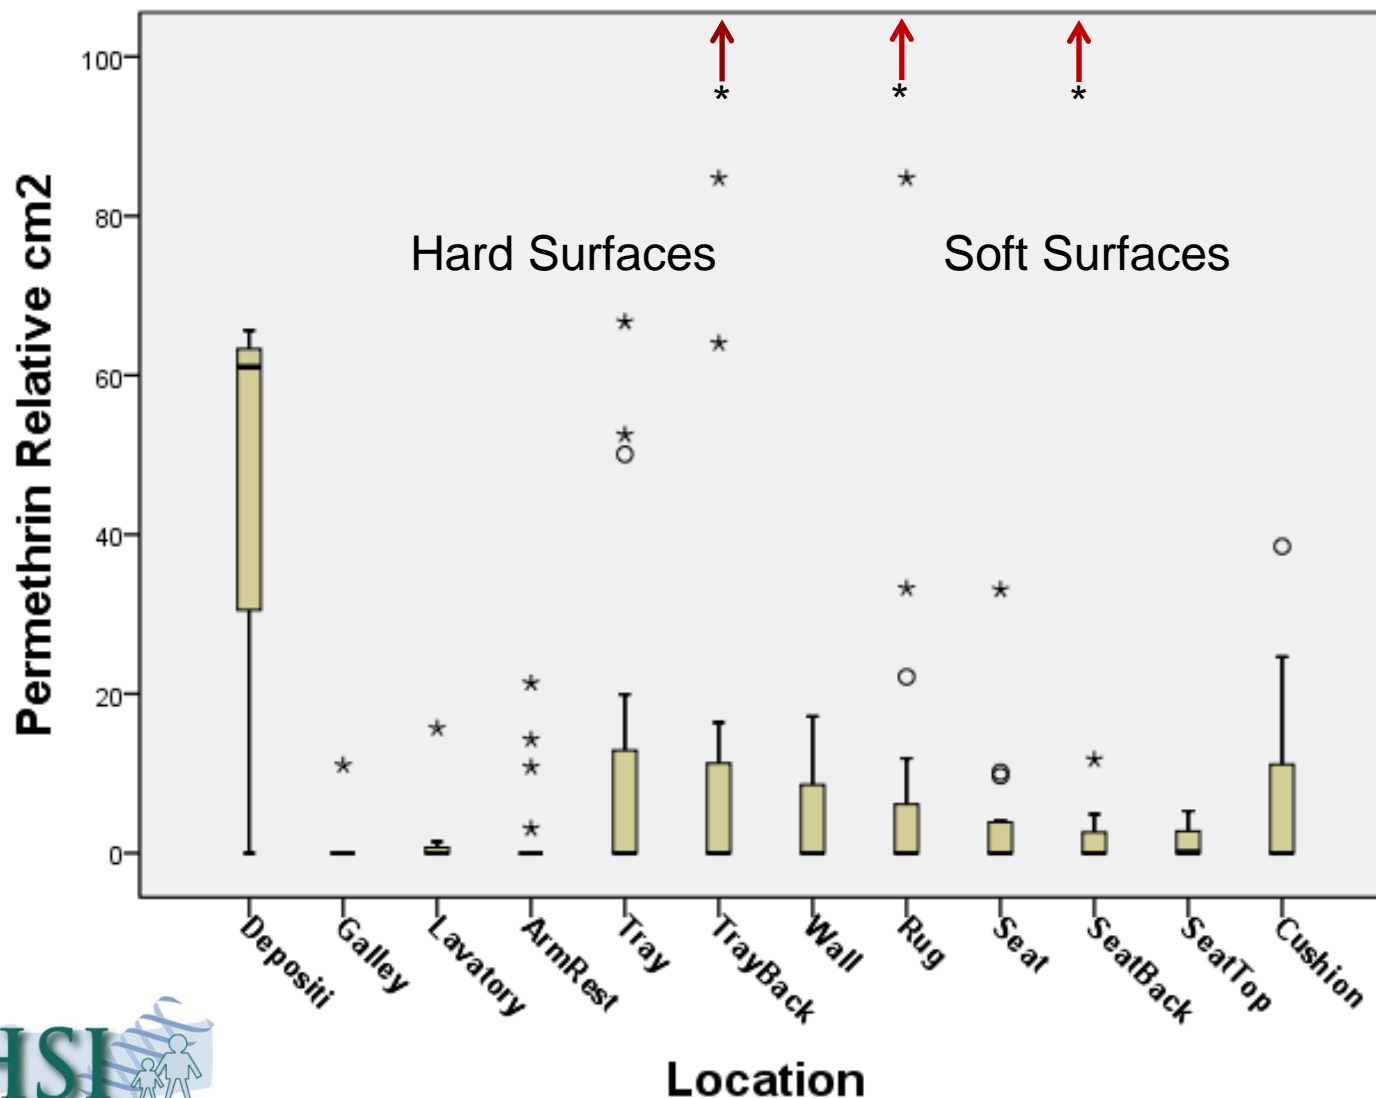 Permethrin Relative cm2
100
80
60
40
20
0
* * *
Hard Surfaces Soft Surfaces
Depositi Galley Lavatory ArmRest Tray TrayBack Wall Rug Seat SeatBack SeatTop Cushion
Location
HSI